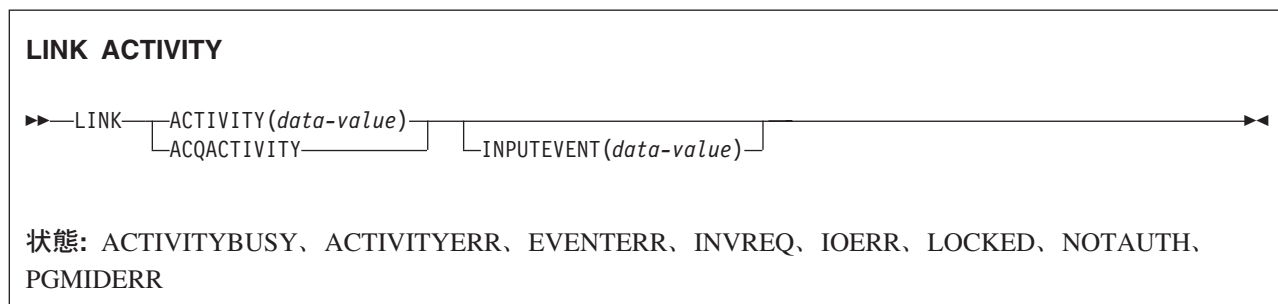 LINK ACTIVITY
LINK ACTIVITY(data-value)
ACQACTIVITY INPUTEVENT(data-value)
状態: ACTIVITYBUSY、ACTIVITYERR、EVENTERR、INVREQ、IOERR、LOCKED、NOTAUTH、
PGMIDERR